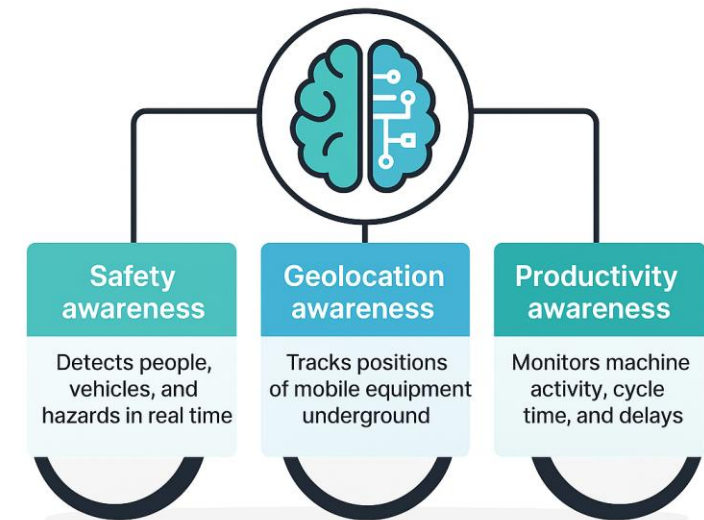 Safety
awareness
Detects people,
vehicles, and
hazards in real time
Geolocation
awareness
Tracks positions
of mobile equipment
underground
Productivity
awareness
Monitors machine
activity, cycle
time, and delays